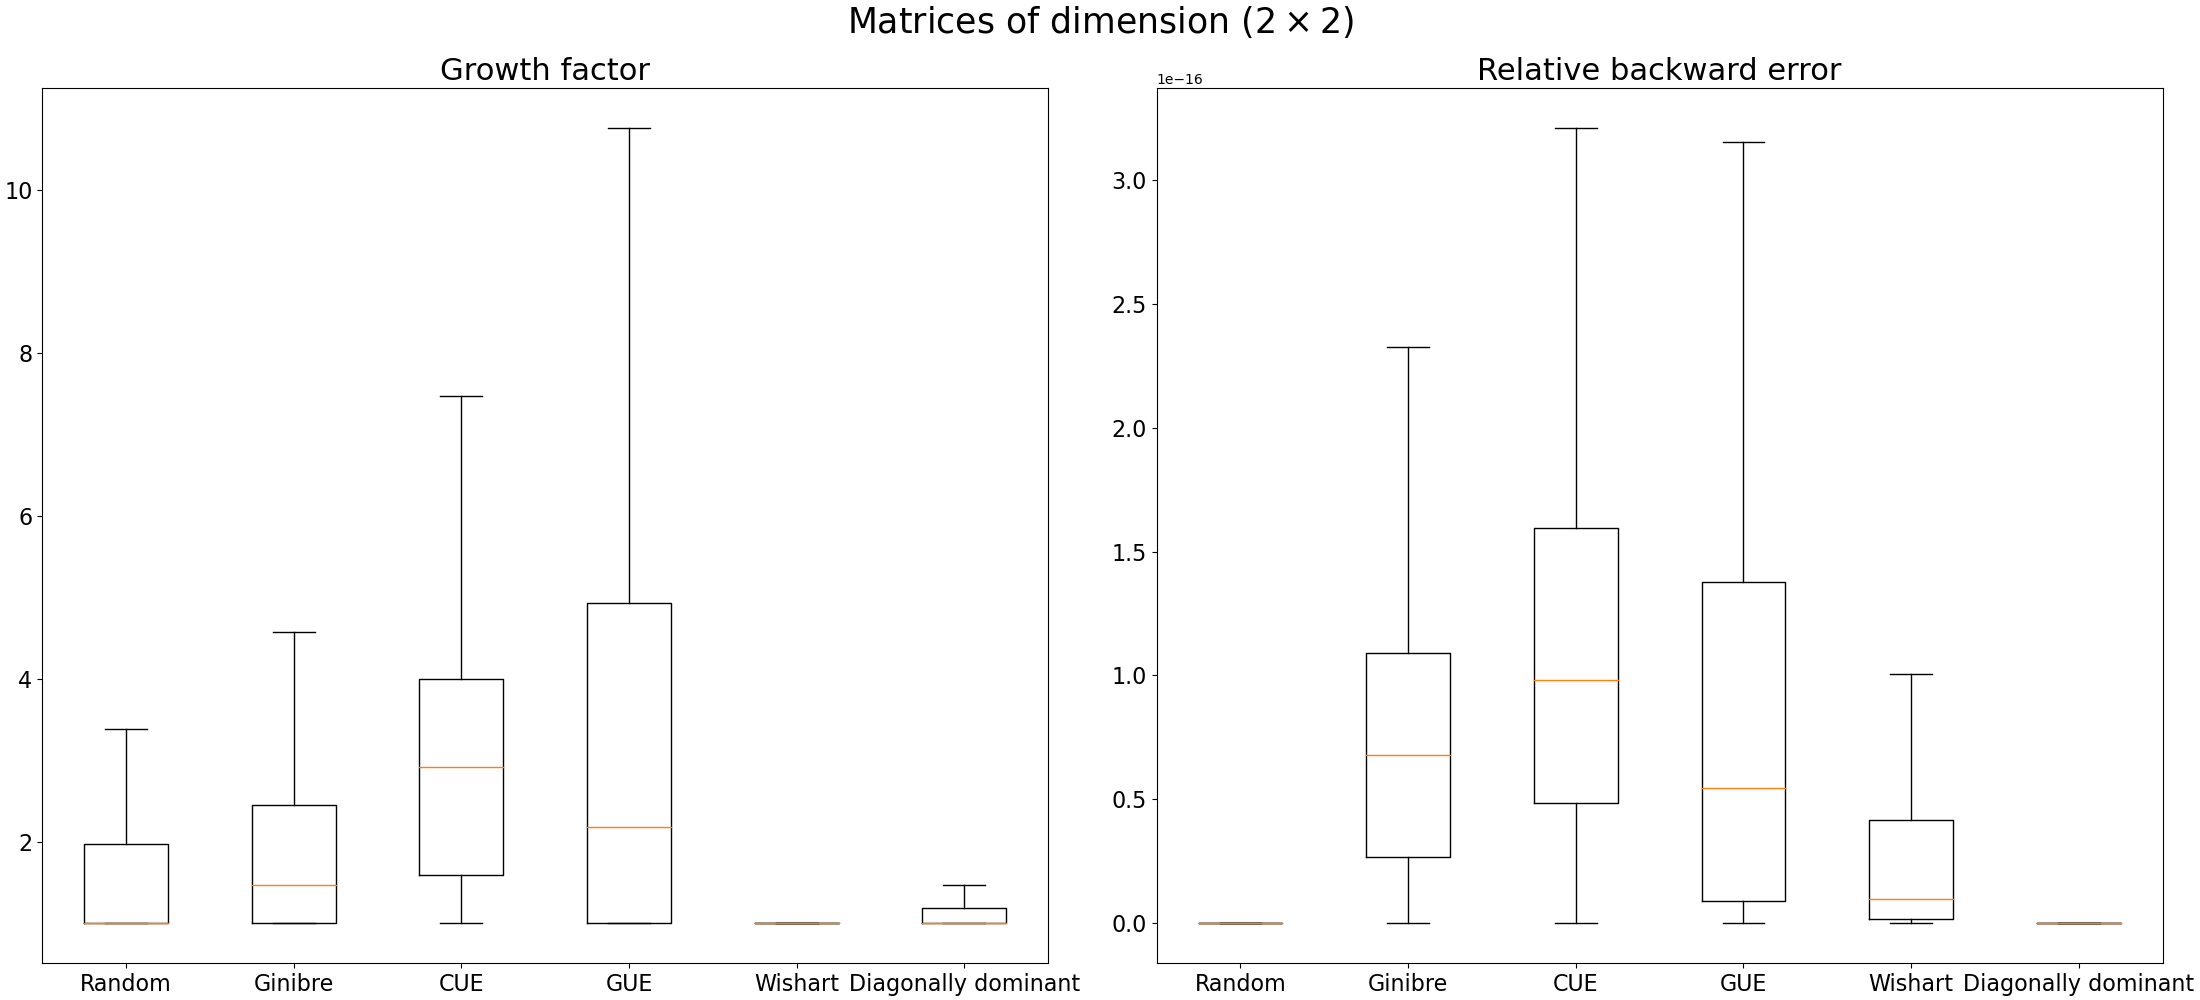 Matrices of dimension (2 × 2)
Growth factor
10
8
6
4
2
Random Ginibre CUE GUE Wishart Diagonally dominant
Relative backward error
1e−16
3.0
2.5
2.0
1.5
1.0
0.5
0.0
Random Ginibre CUE GUE Wishart Diagonally dominant